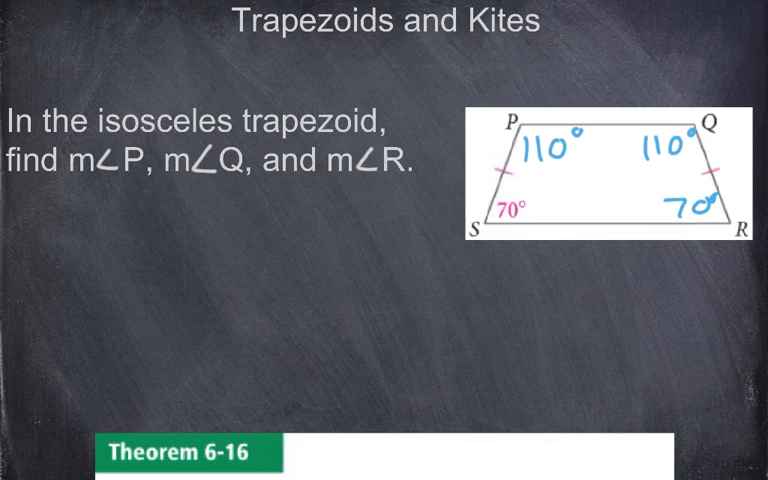 Trapezoids and Kites
In the isosceles trapezoid,
find m∠P, m∠Q, and m∠R.
P Q
110° 110°
70° 70°
S R
Theorem 6-16